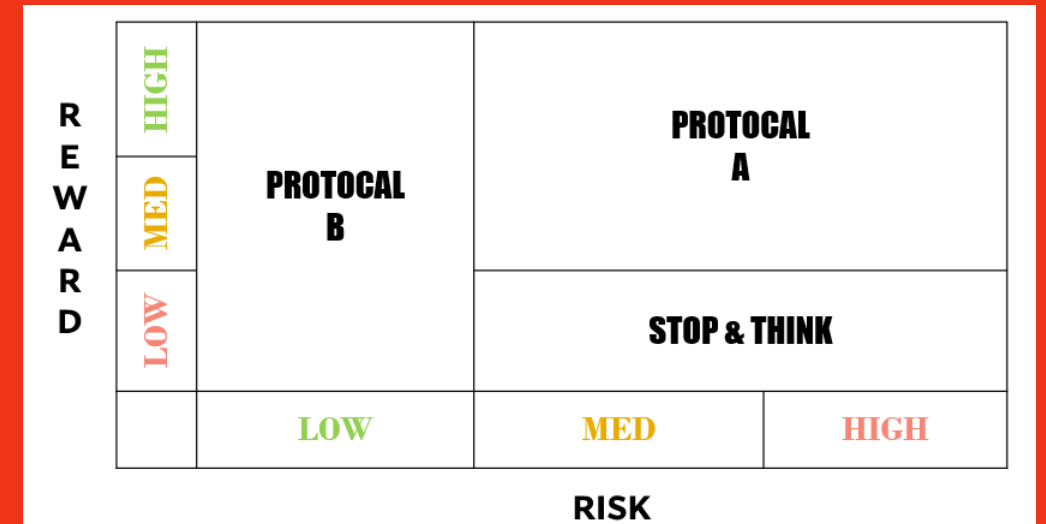 REWARD
HIGH
MED
LOW
PROTOCAL
B
PROTOCAL
A
STOP & THINK
LOW
MED
HIGH
RISK